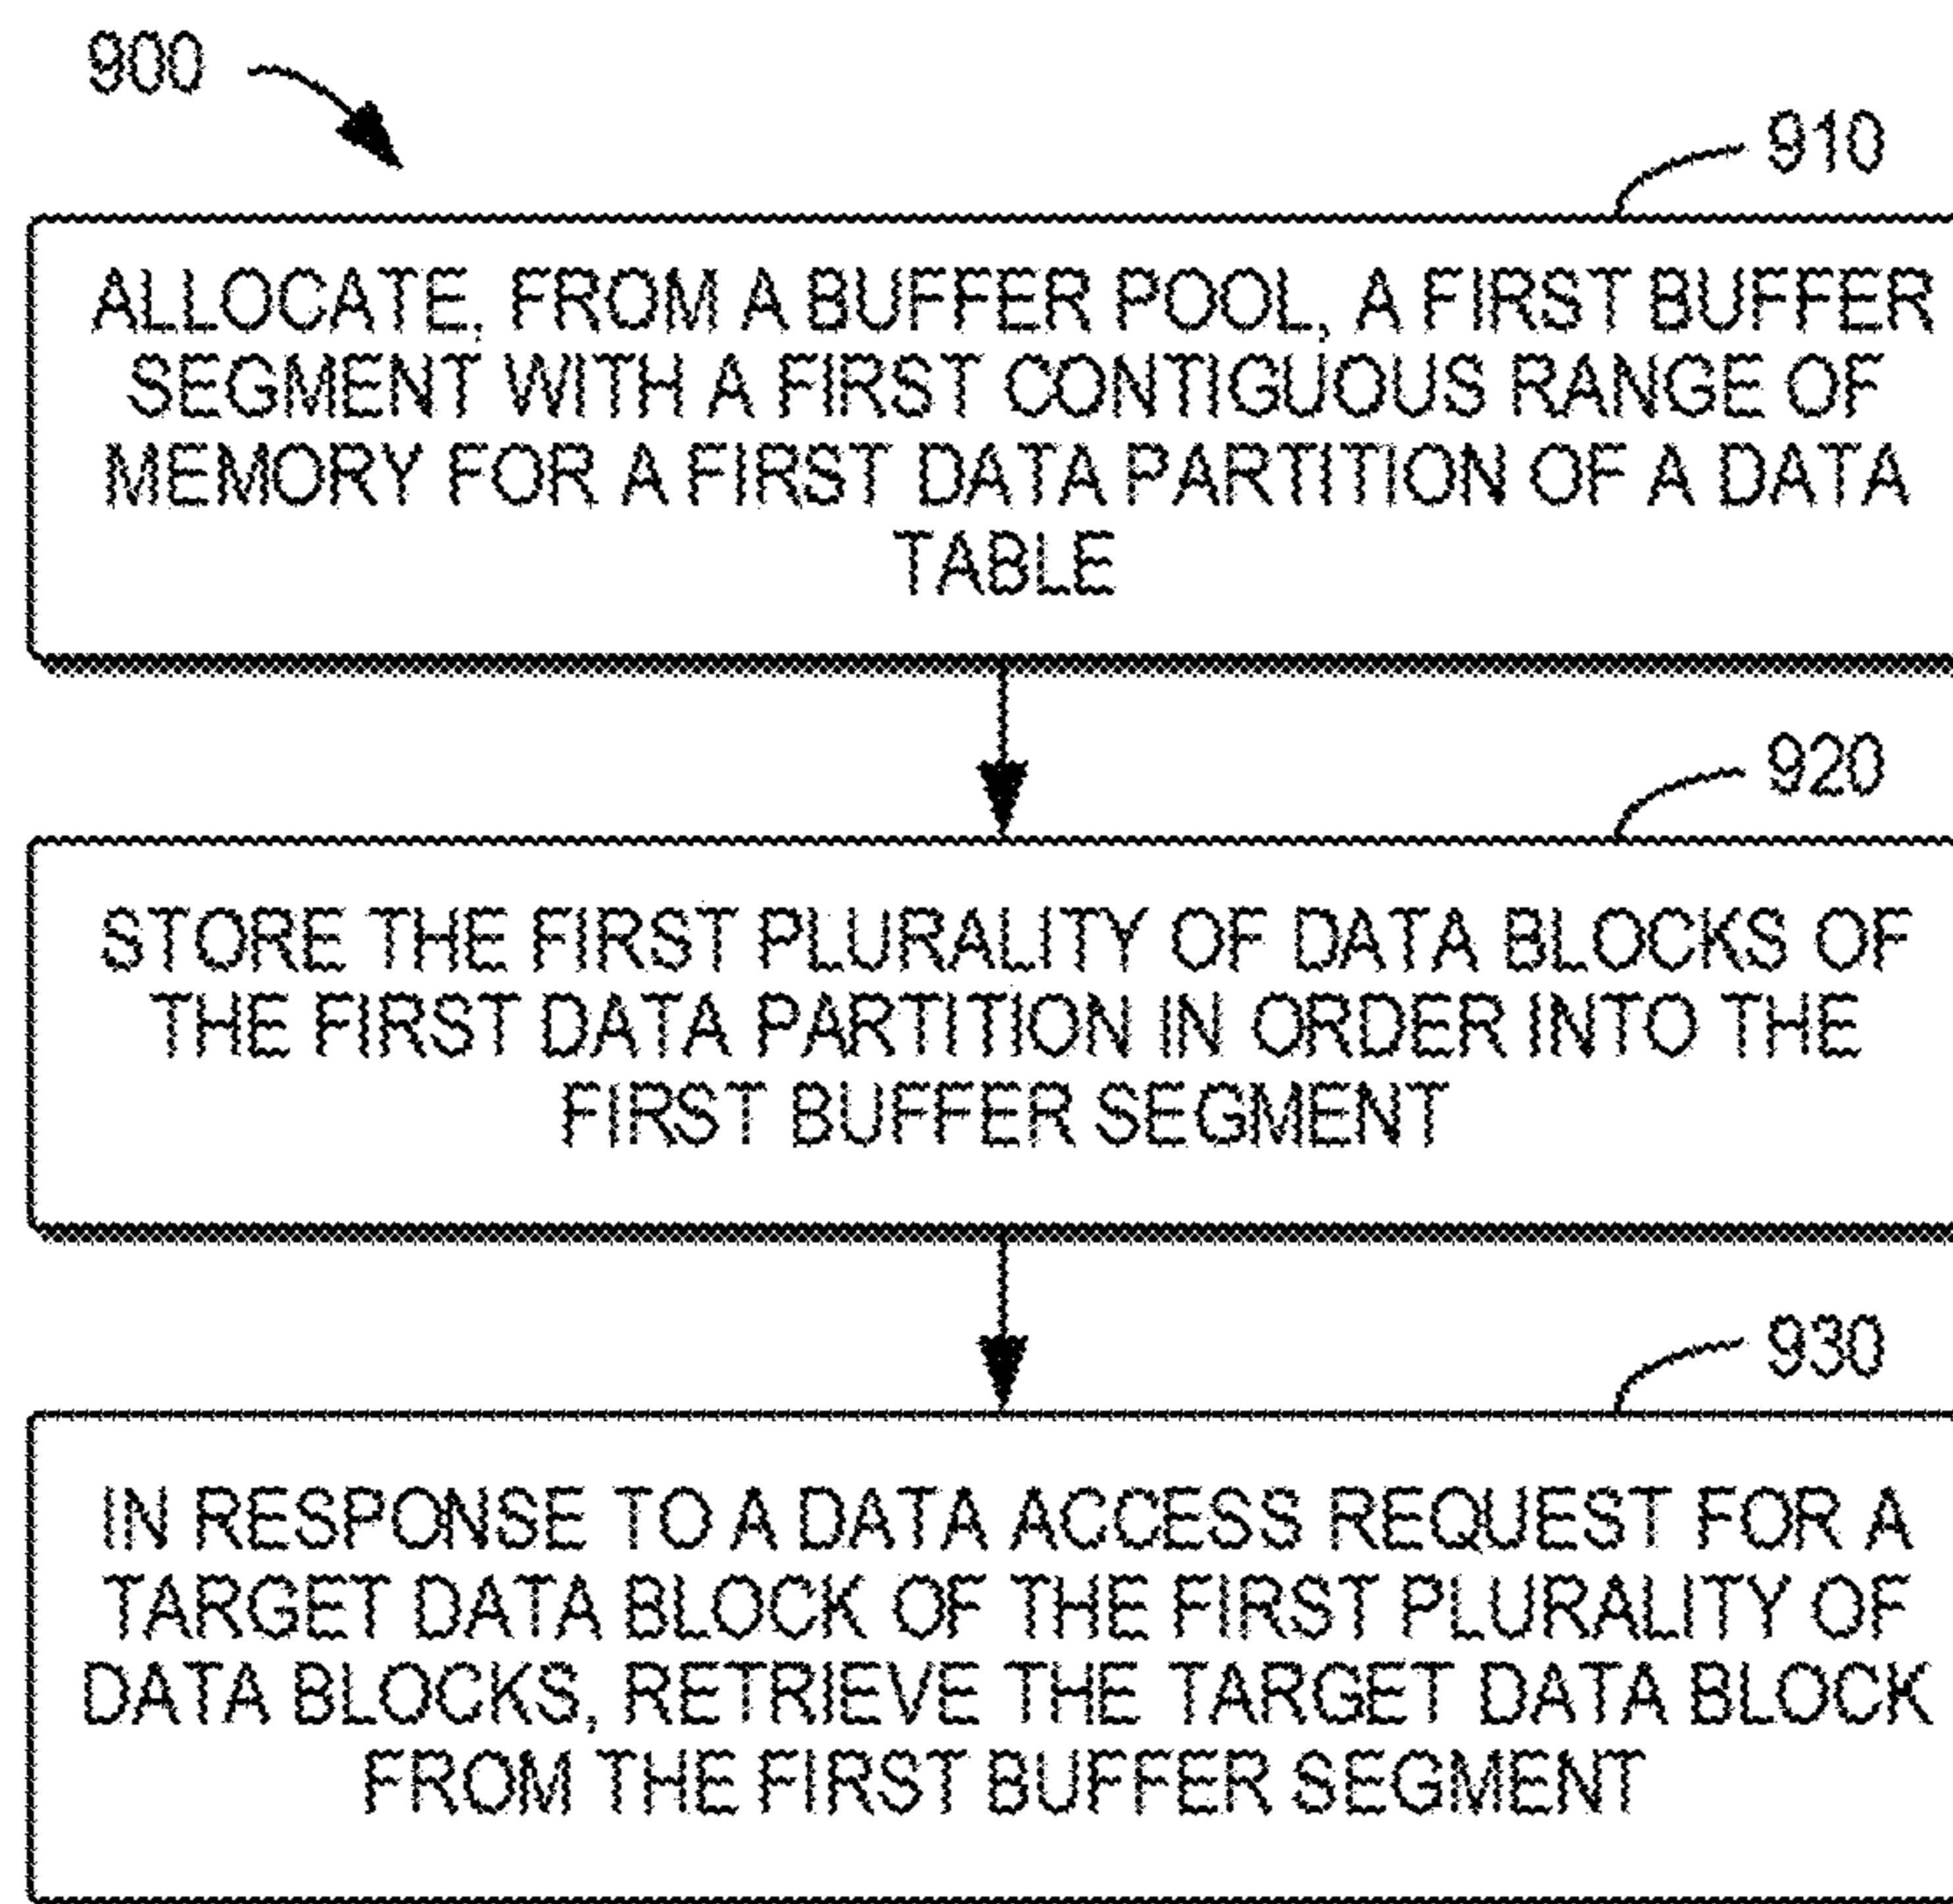 900
910
ALLOCATE, FROM A BUFFER POOL, A FIRST BUFFER
SEGMENT WITH A FIRST CONTIGUOUS RANGE OF
MEMORY FOR A FIRST DATA PARTITION OF A DATA
TABLE
920
STORE THE FIRST PLURALITY OF DATA BLOCKS OF
THE FIRST DATA PARTITION IN ORDER INTO THE
FIRST BUFFER SEGMENT
930
IN RESPONSE TO A DATA ACCESS REQUEST FOR A
TARGET DATA BLOCK OF THE FIRST PLURALITY OF
DATA BLOCKS, RETRIEVE THE TARGET DATA BLOCK
FROM THE FIRST BUFFER SEGMENT